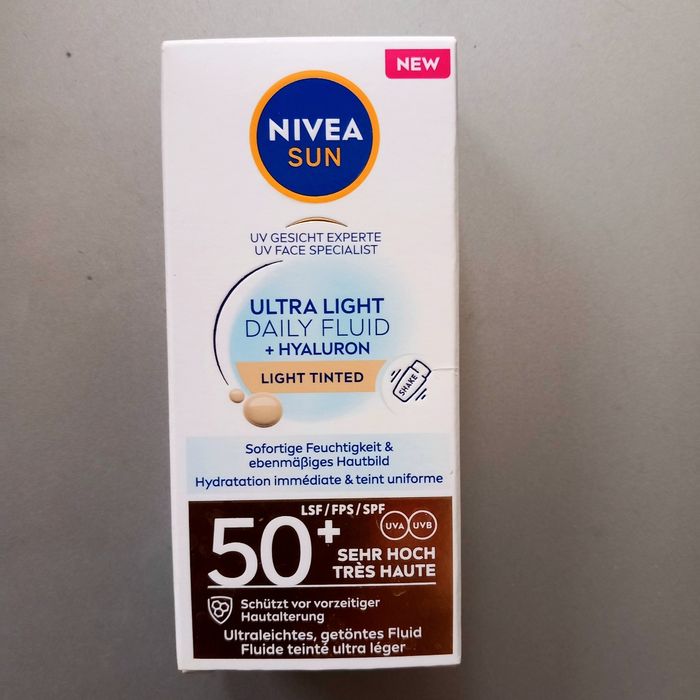 NEW
NIVEA
SUN
UV GESICHT EXPERTE
UV FACE SPECIALIST
ULTRA LIGHT
DAILY FLUID
+ HYALURON
LIGHT TINTED
SHAKE!
Sofortige Feuchtigkeit &
ebenmäßiges Hautbild
Hydratation immédiate & teint uniforme
LSF/FPS/SPF
50+
UVA UVB
SEHR HOCH
TRÈS HAUTE
Schützt vor vorzeitiger
Hautalterung
Ultraleichtes, getöntes Fluid
Fluide teinté ultra léger